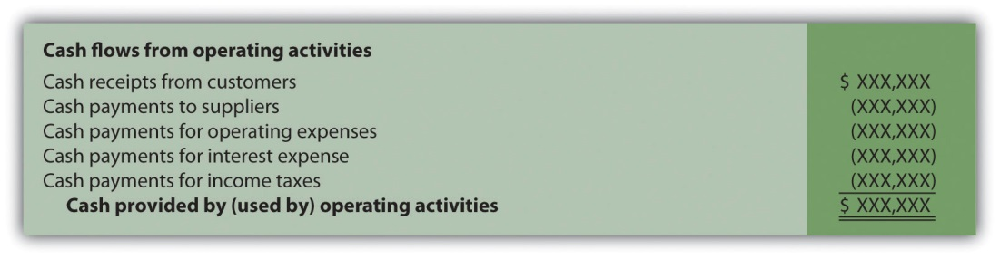 Cash flows from operating activities
Cash receipts from customers $ XXX,XXX
Cash payments to suppliers (XXX,XXX)
Cash payments for operating expenses (XXX,XXX)
Cash payments for interest expense (XXX,XXX)
Cash payments for income taxes (XXX,XXX)
Cash provided by (used by) operating activities $ XXX,XXX